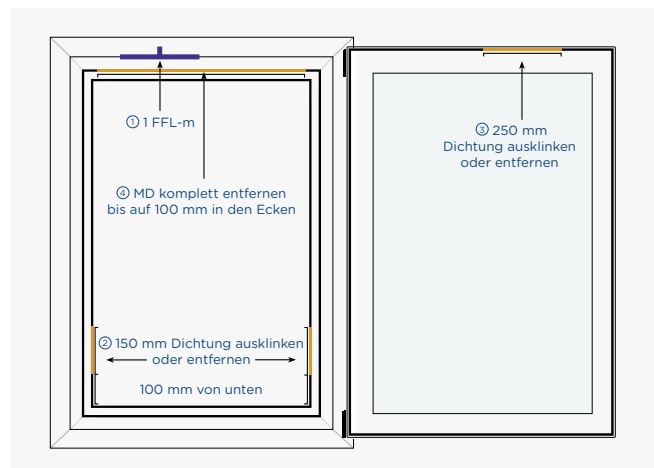 ① 1 FFL-m
③ 250 mm
Dichtung ausklinken
oder entfernen
④ MD komplett entfernen
bis auf 100 mm in den Ecken
② 150 mm Dichtung ausklinken
oder entfernen
100 mm von unten